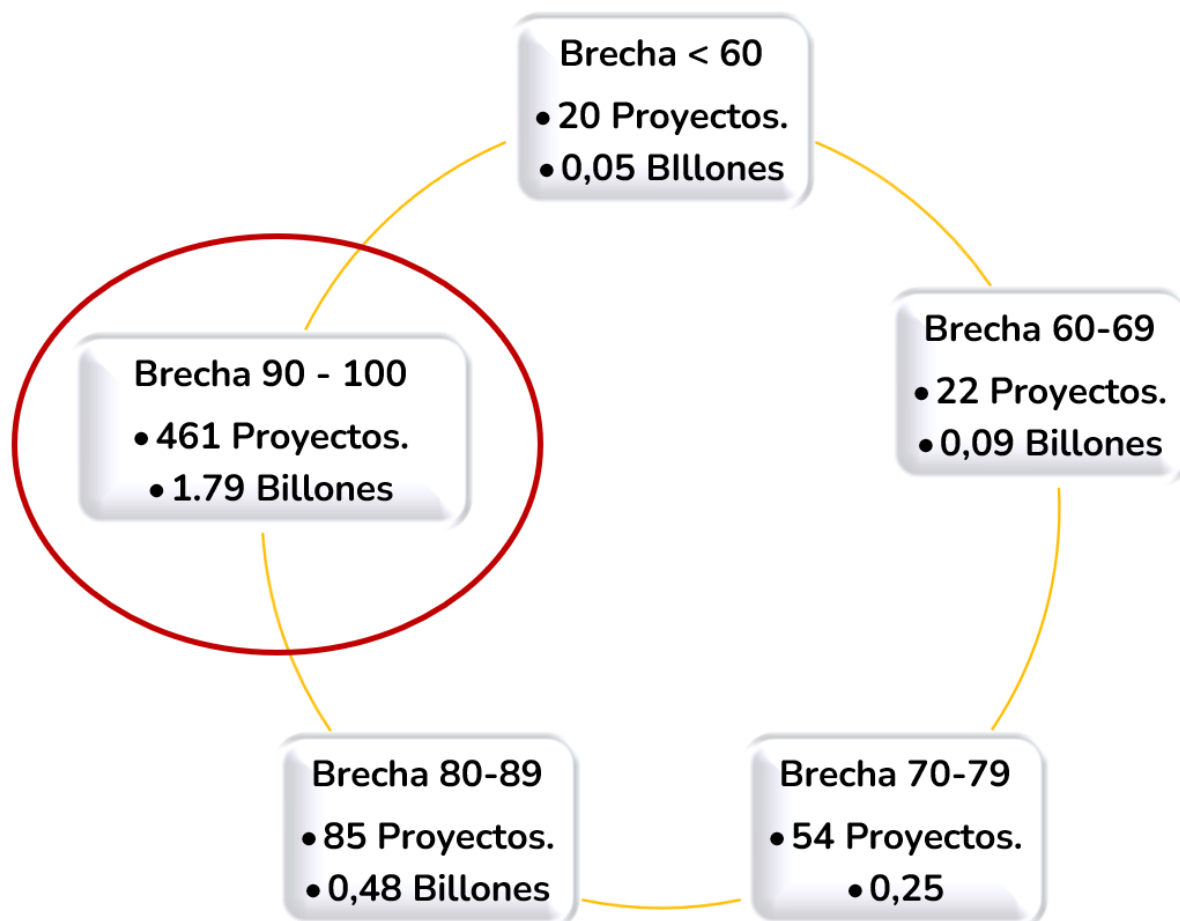 Brecha < 60
• 20 Proyectos.
• 0,05 BIllones
Brecha 60-69
• 22 Proyectos.
• 0,09 Billones
Brecha 70-79
• 54 Proyectos.
• 0,25
Brecha 80-89
• 85 Proyectos.
• 0,48 Billones
Brecha 90 - 100
• 461 Proyectos.
• 1.79 Billones